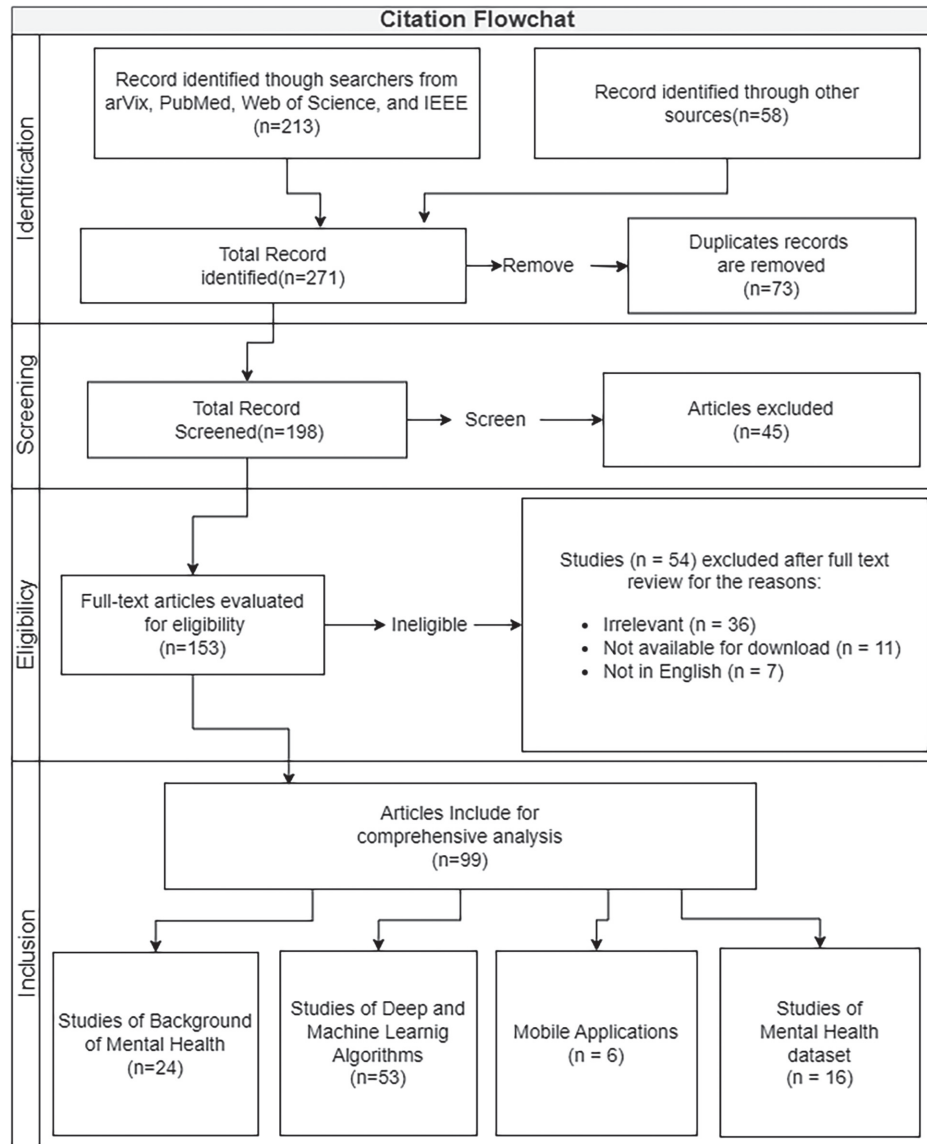 Citation Flowchat
Identification
Record identified though searchers from
arVix, PubMed, Web of Science, and IEEE
(n=213)
Record identified through other
sources(n=58)
Total Record
identified(n=271)
Remove
Duplicates records
are removed
(n=73)
Screening
Total Record
Screened(n=198)
Screen
Articles excluded
(n=45)
Eligibilicy
Full-text articles evaluated
for eligibility
(n=153)
Ineligible
Studies (n = 54) excluded after full text
review for the reasons:
• Irrelevant (n = 36)
• Not available for download (n = 11)
• Not in English (n = 7)
Inclusion
Articles Include for
comprehensive analysis
(n=99)
Studies of Background
of Mental Health
(n=24)
Studies of Deep and
Machine Learnig
Algorithms
(n=53)
Mobile Applications
(n = 6)
Studies of
Mental Health
dataset
(n = 16)